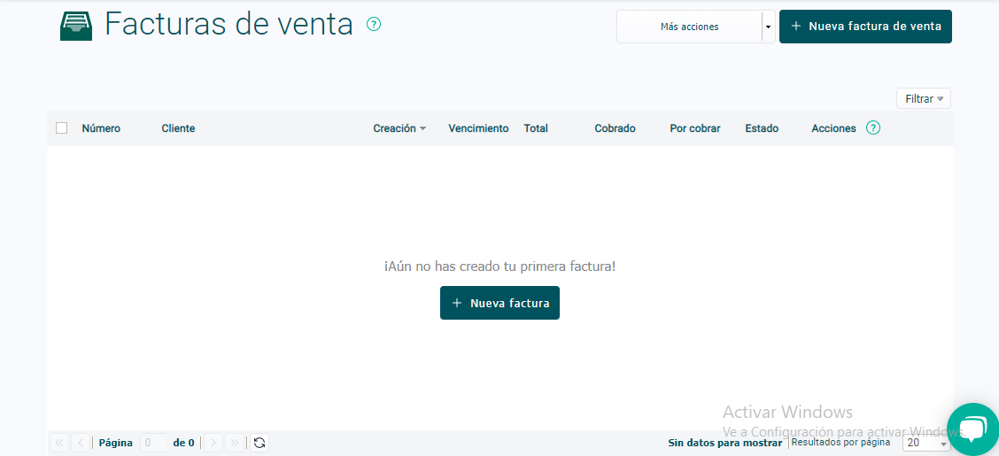 Facturas de venta ?
Más acciones
+ Nueva factura de venta
Filtrar
Número Cliente Creación Vencimiento Total Cobrado Por cobrar Estado Acciones ?
¡Aún no has creado tu primera factura!
+ Nueva factura
Activar Windows
Ve a Configuración para activar Windows.
Página 0 de 0 Sin datos para mostrar Resultados por página 20